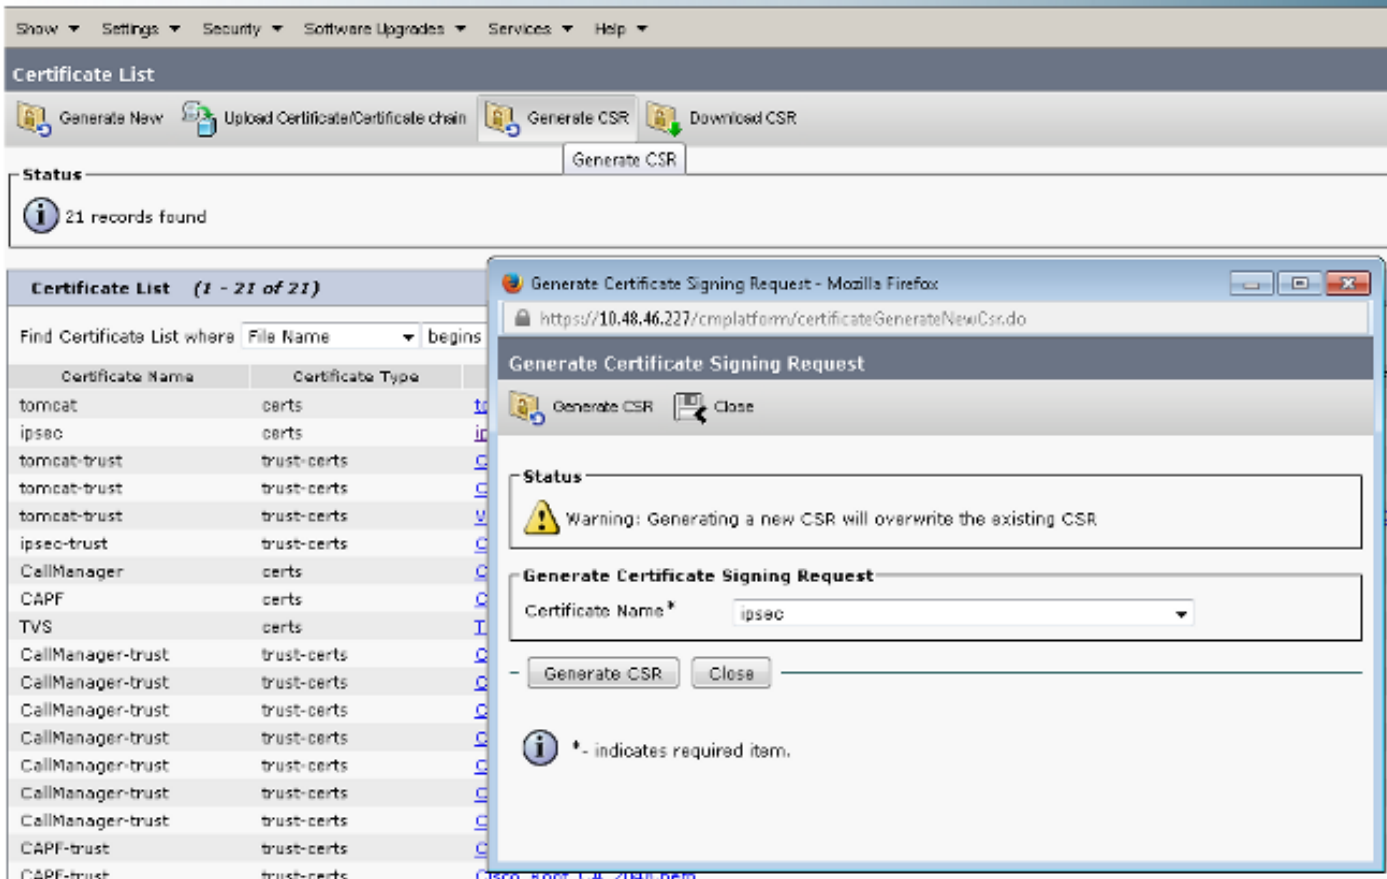 Show Settings Security Software Upgrades Services Help
Certificate List
Generate New Upload Certificate/Certificate chain Generate CSR Download CSR
Generate CSR
Status
21 records found
Certificate List (1 - 21 of 21)
Find Certificate List where File Name begins
Certificate Name Certificate Type
tomcat certs
ipsec certs
tomcat-trust trust-certs
tomcat-trust trust-certs
tomcat-trust trust-certs
ipsec-trust trust-certs
CallManager certs
CAPF certs
TVS certs
CallManager-trust trust-certs
CallManager-trust trust-certs
CallManager-trust trust-certs
CallManager-trust trust-certs
CallManager-trust trust-certs
CallManager-trust trust-certs
CallManager-trust trust-certs
CAPF-trust trust-certs
CAPF-trust trust-certs
Generate Certificate Signing Request - Mozilla Firefox
https://10.48.46.227/cmplatform/certificateGenerateNewCsr.do
Generate Certificate Signing Request
Generate CSR Close
Status
Warning: Generating a new CSR will overwrite the existing CSR
Generate Certificate Signing Request
Certificate Name* ipsec
Generate CSR Close
*- indicates required item.